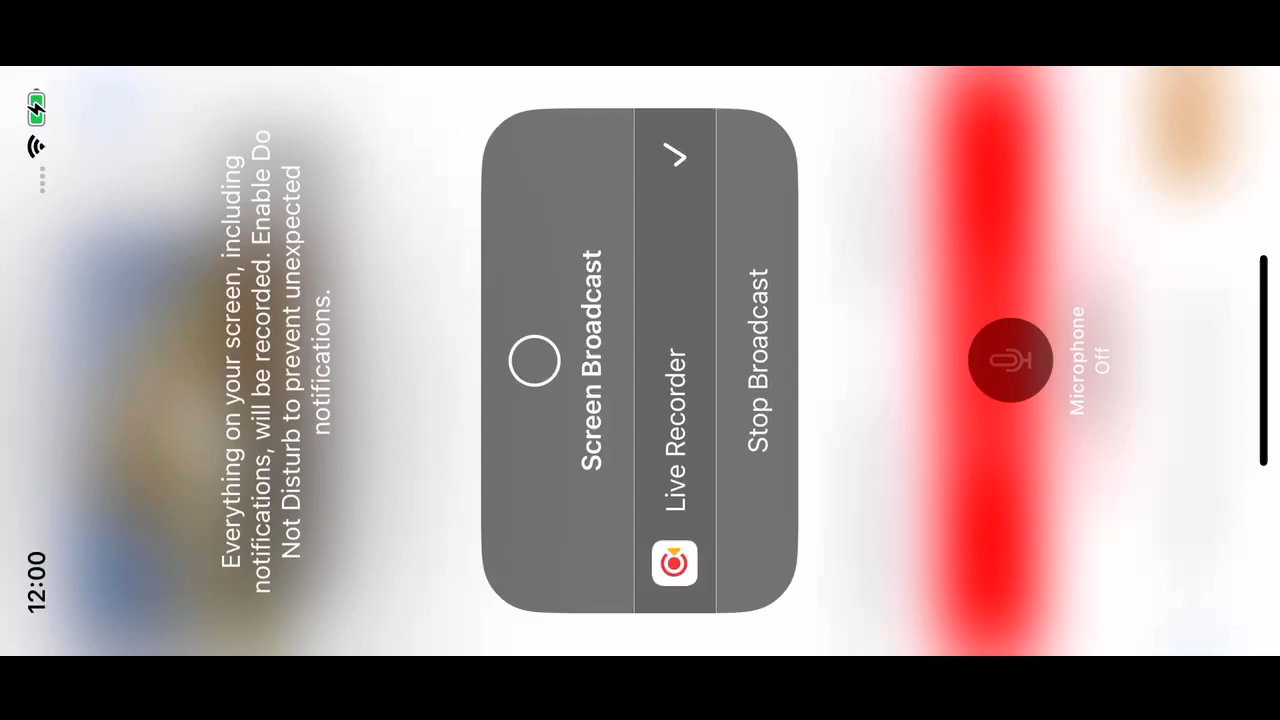 12:00
Everything on your screen, including
notifications, will be recorded. Enable Do
Not Disturb to prevent unexpected
notifications.
Screen Broadcast
Live Recorder
Stop Broadcast
Microphone
Off